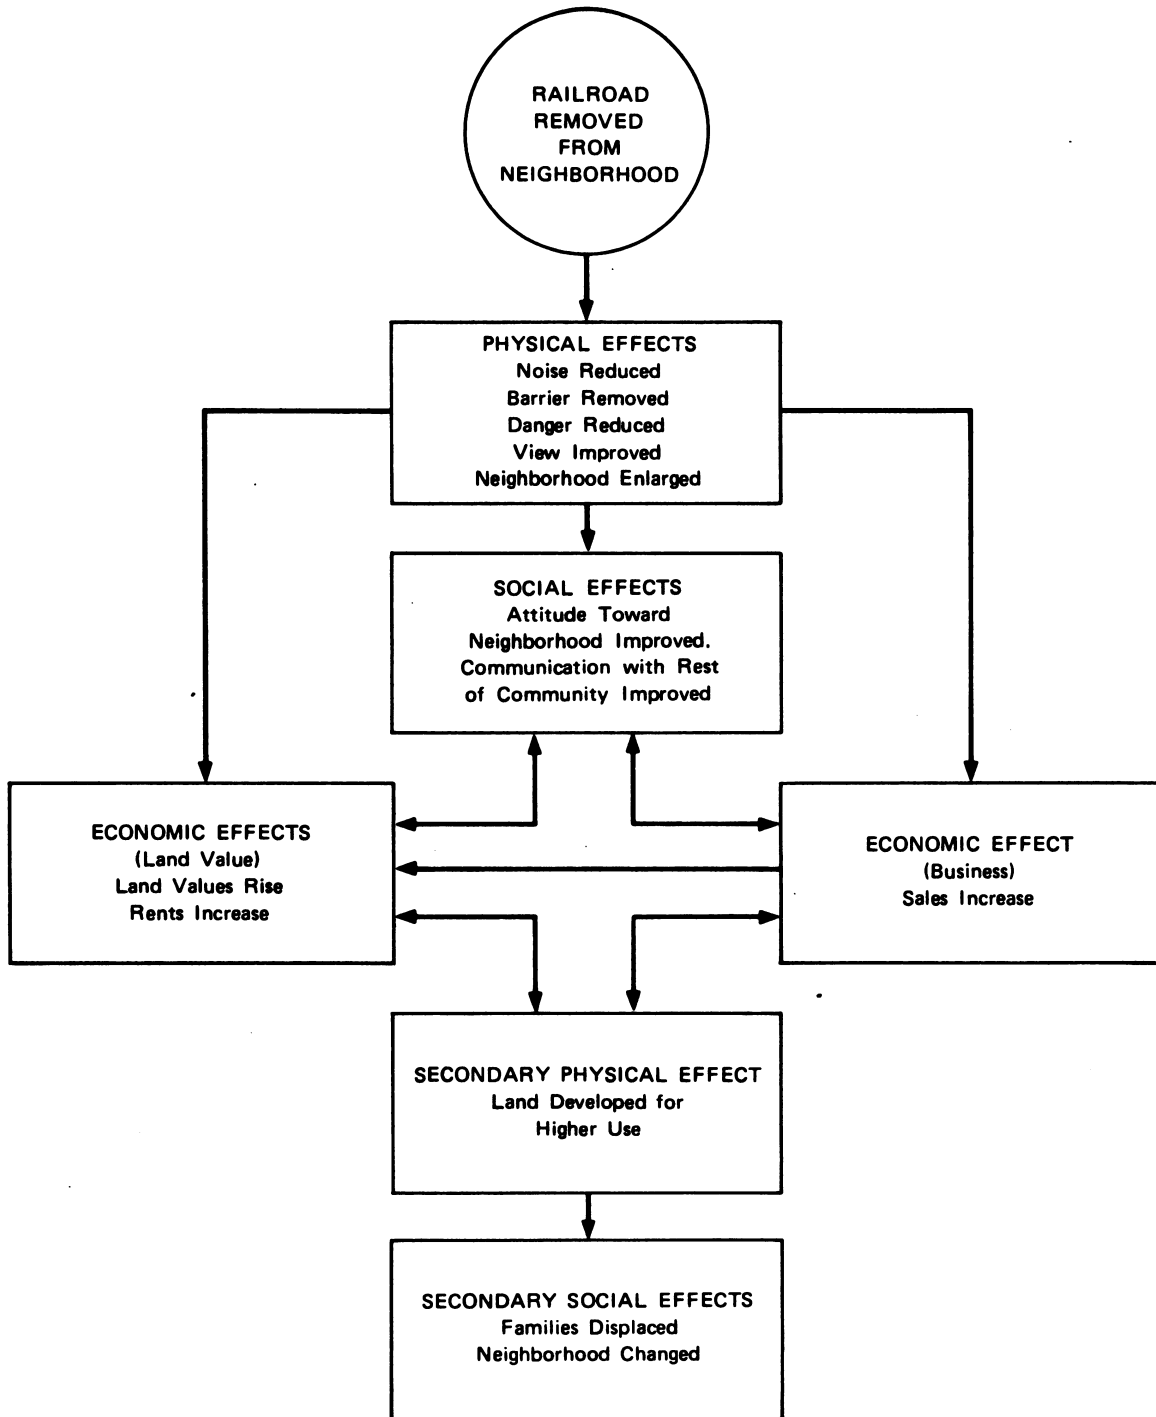 RAILROAD
REMOVED
FROM
NEIGHBORHOOD
PHYSICAL EFFECTS
Noise Reduced
Barrier Removed
Danger Reduced
View Improved
Neighborhood Enlarged
SOCIAL EFFECTS
Attitude Toward
Neighborhood Improved.
Communication with Rest
of Community Improved
ECONOMIC EFFECTS
(Land Value)
Land Values Rise
Rents Increase
ECONOMIC EFFECT
(Business)
Sales Increase
SECONDARY PHYSICAL EFFECT
Land Developed for
Higher Use
SECONDARY SOCIAL EFFECTS
Families Displaced
Neighborhood Changed